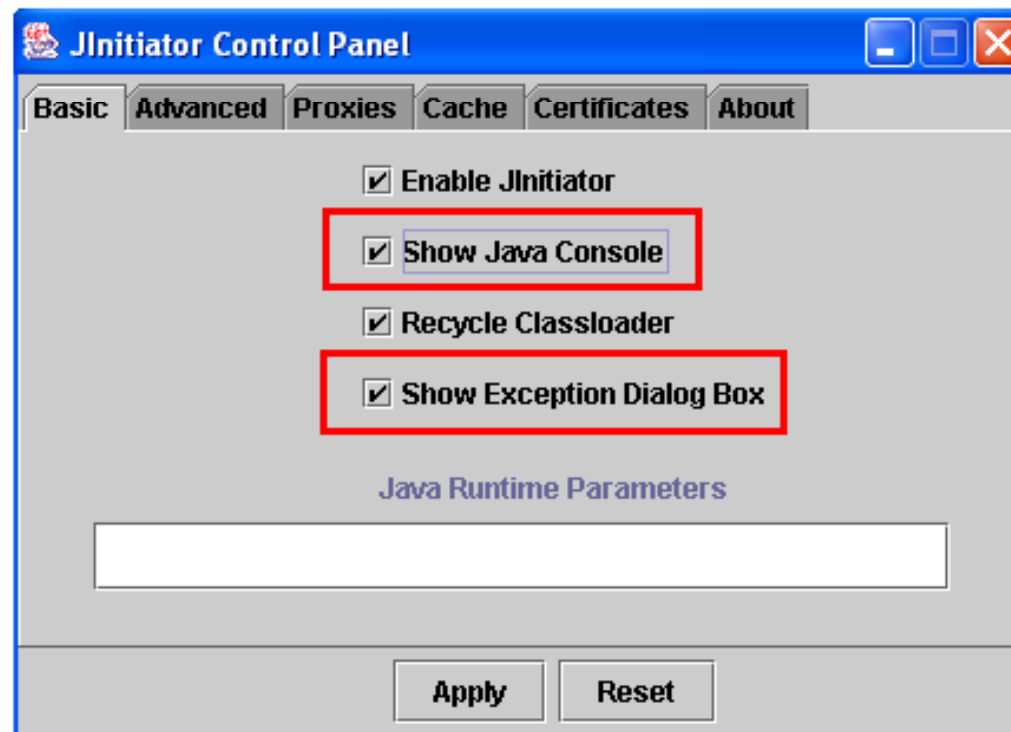 JInitiator Control Panel
Basic Advanced Proxies Cache Certificates About
Enable JInitiator
Show Java Console
Recycle Classloader
Show Exception Dialog Box
Java Runtime Parameters
Apply Reset